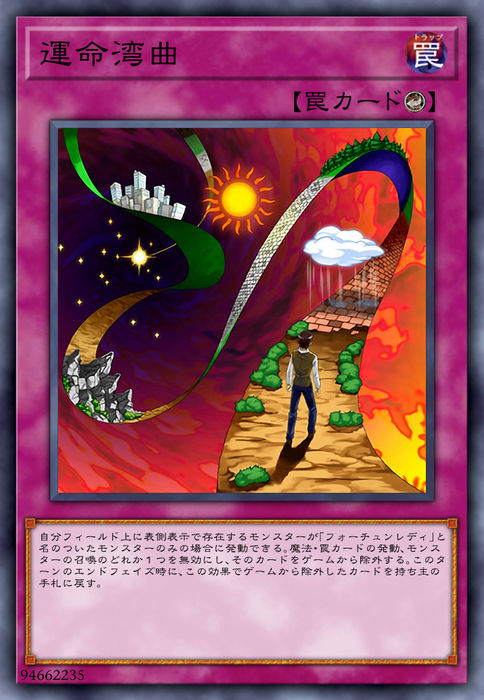 運命湾曲
トラップ
罠
【罠カード】
自分フィールド上に表側表示で存在するモンスターが「フォーチュンレディ」と
名のついたモンスターのみの場合に発動できる。魔法・罠カードの発動、モンス
ターの召喚のどれか１つを無効にし、そのカードをゲームから除外する。このタ
ーンのエンドフェイズ時に、この効果でゲームから除外したカードを持ち主の
手札に戻す。
94662235